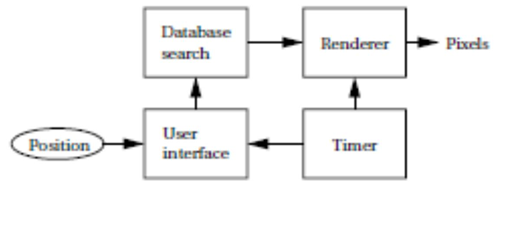 Database
search
Renderer
Pixels
Position
User
interface
Timer